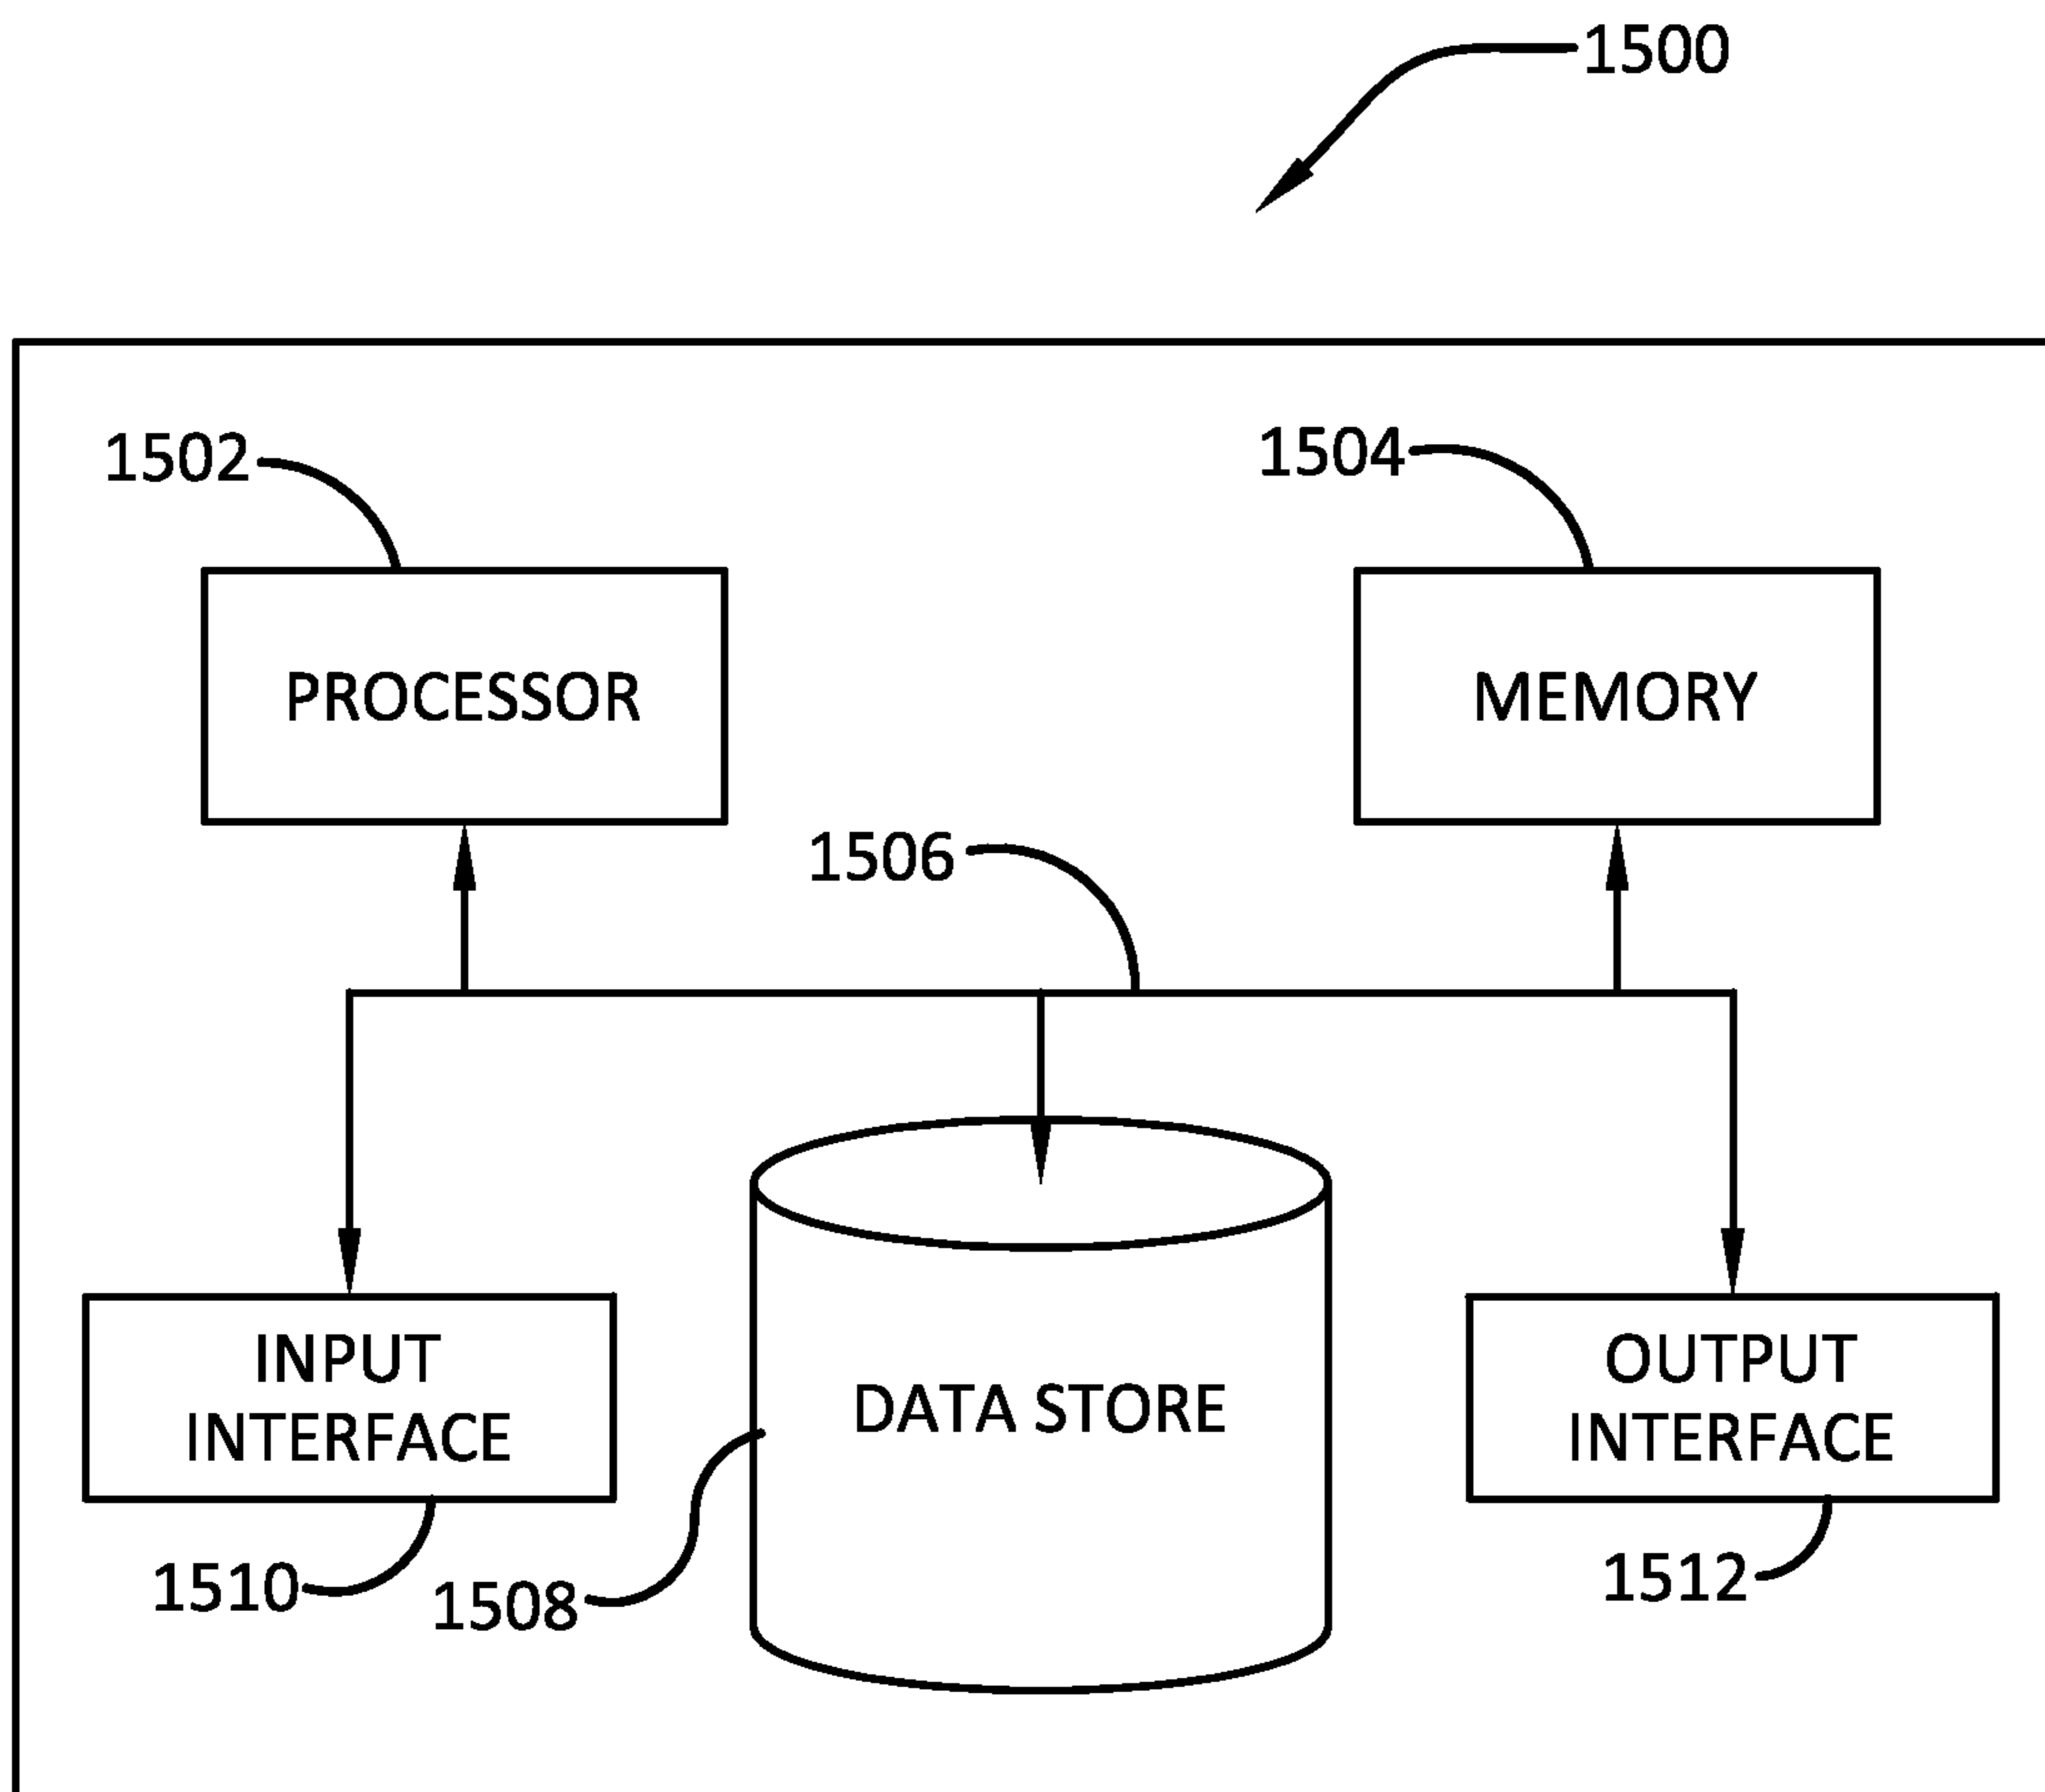 1500
1502
1504
PROCESSOR
MEMORY
1506
INPUT
INTERFACE
DATA STORE
OUTPUT
INTERFACE
1510
1508
1512